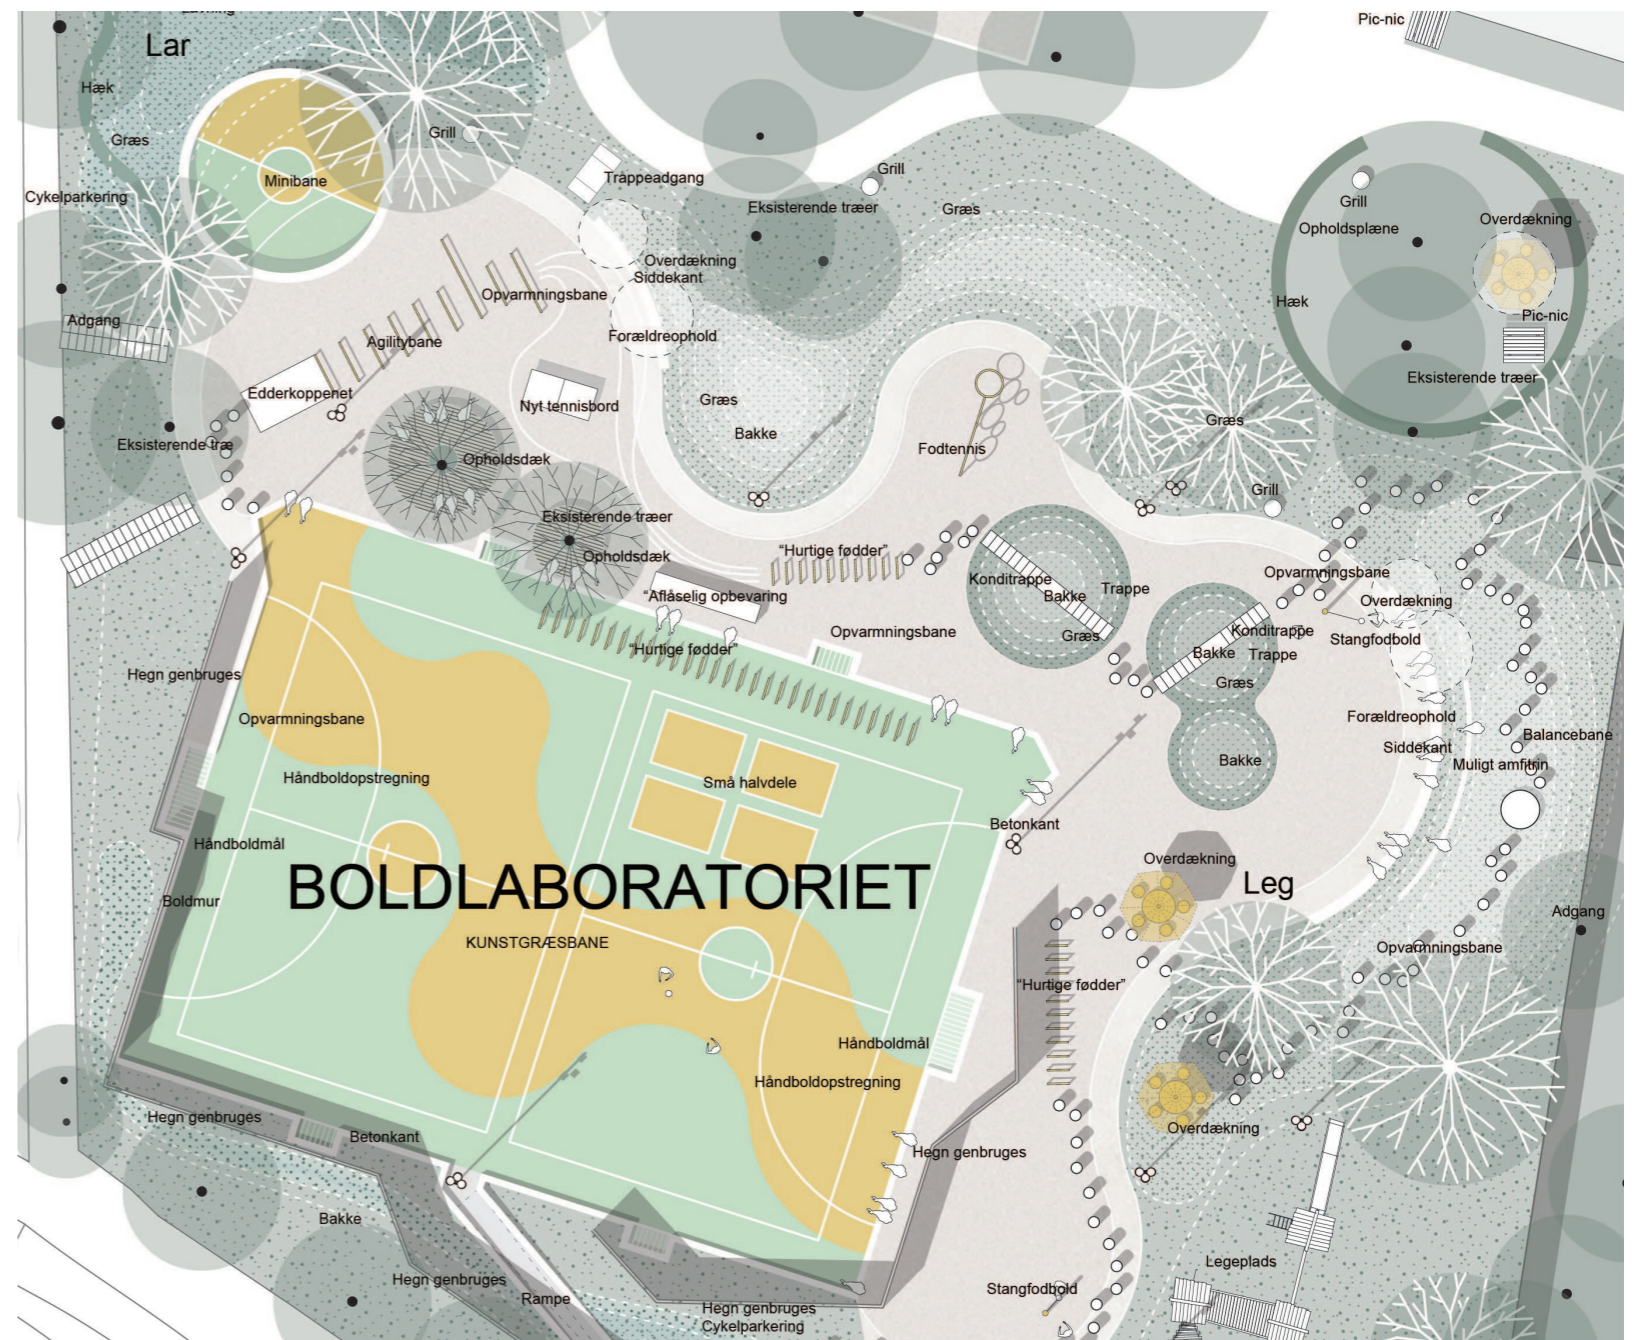 Pic-nic
Lar
Hæk
Græs
Grill
Minibane
Cykelparkering
Trappeadgang
Grill
Eksisterende træer
Græs
Grill
Opholdsplæne
Overdækning
Overdækning
Siddekant
Opvarmningsbane
Hæk
Pic-nic
Adgang
Agilitybane
Forældreophold
Eksisterende træer
Edderkoppenet
Nyt tennisbord
Græs
Bakke
Græs
Fodtennis
Eksisterende træ
Opholdsdæk
Grill
Eksisterende træer
Opholdsdæk
"Hurtige fødder"
Konditrappe
Bakke
Trappe
Opvarmningsbane
Overdækning
"Aflåselig opbevaring
Opvarmningsbane
Græs
Konditrappe
Stangfodbold
"Hurtige fødder"
Bakke
Trappe
Hegn genbruges
Græs
Opvarmningsbane
Forældreophold
Siddekant
Balancebane
Bakke
Muligt amfitrin
Håndboldopstregning
Små halvdele
Betonkant
Håndboldmål
Overdækning
BOLDLABORATORIET
Leg
Boldmur
Adgang
KUNSTGRÆSBANE
Opvarmningsbane
"Hurtige fødder"
Håndboldmål
Håndboldopstregning
Hegn genbruges
Betonkant
Overdækning
Hegn genbruges
Bakke
Legeplads
Hegn genbruges
Rampe
Stangfodbold
Hegn genbruges
Cykelparkering